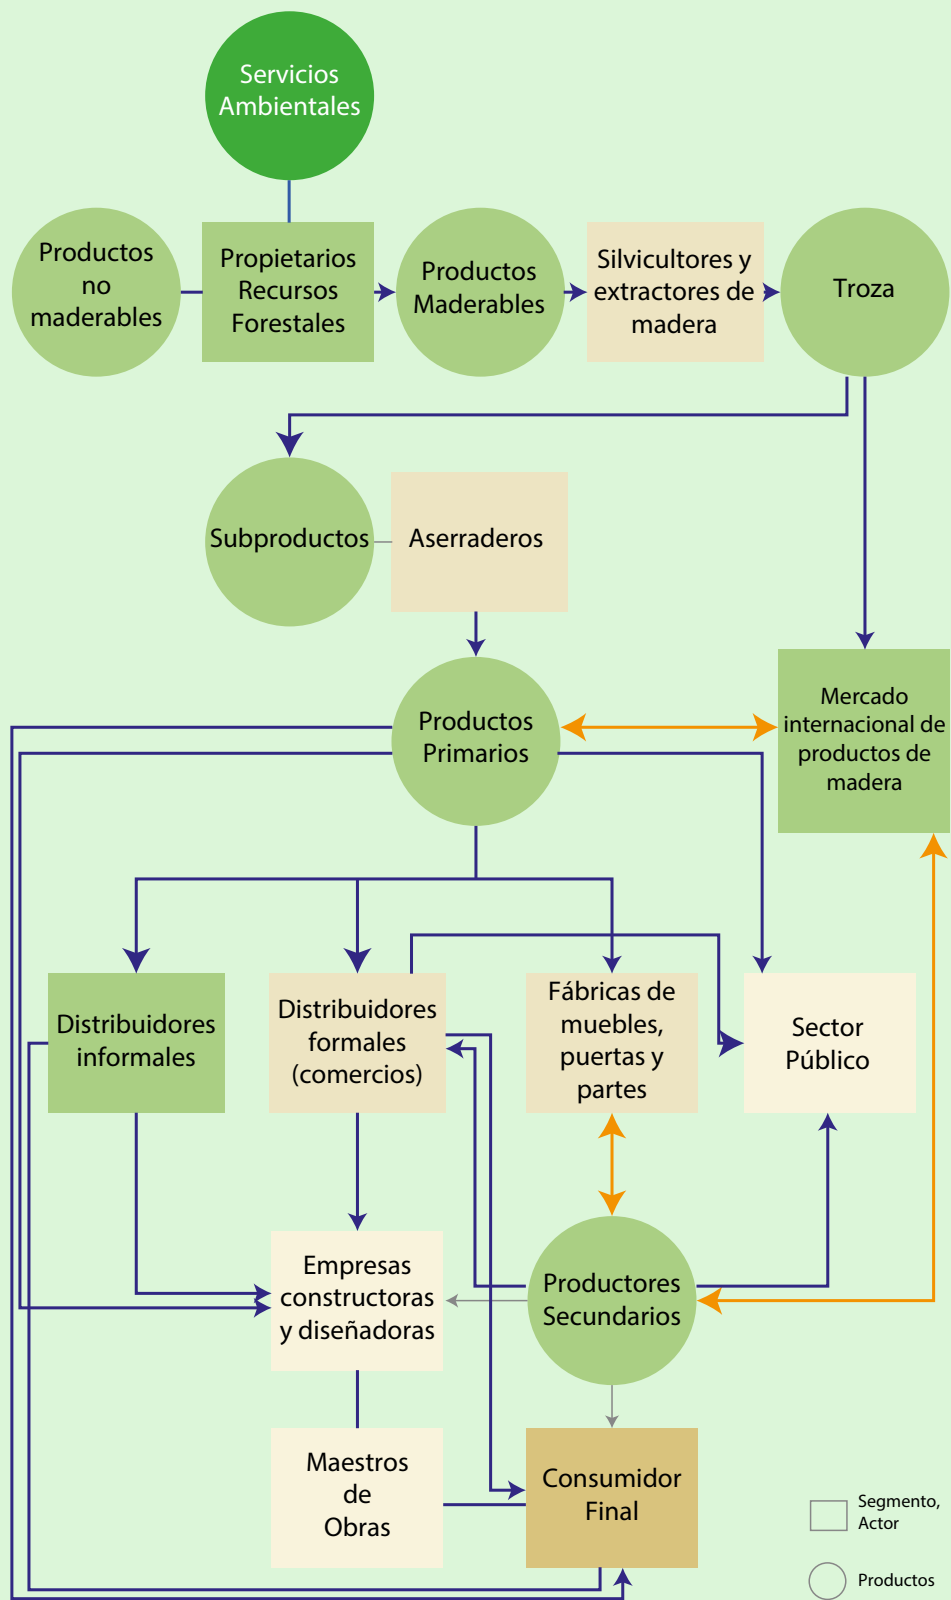 Servicios
Ambientales
Productos
no
maderables
Propietarios
Recursos
Forestales
Productos
Maderables
Silvicultores y
extractores de
madera
Troza
Subproductos
Aserraderos
Productos
Primarios
Mercado
internacional de
productos de
madera
Distribuidores
informales
Distribuidores
formales
(comercios)
Fábricas de
muebles,
puertas y
partes
Sector
Público
Empresas
constructoras
y diseñadoras
Productores
Secundarios
Maestros
de
Obras
Consumidor
Final
Segmento,
Actor
Productos